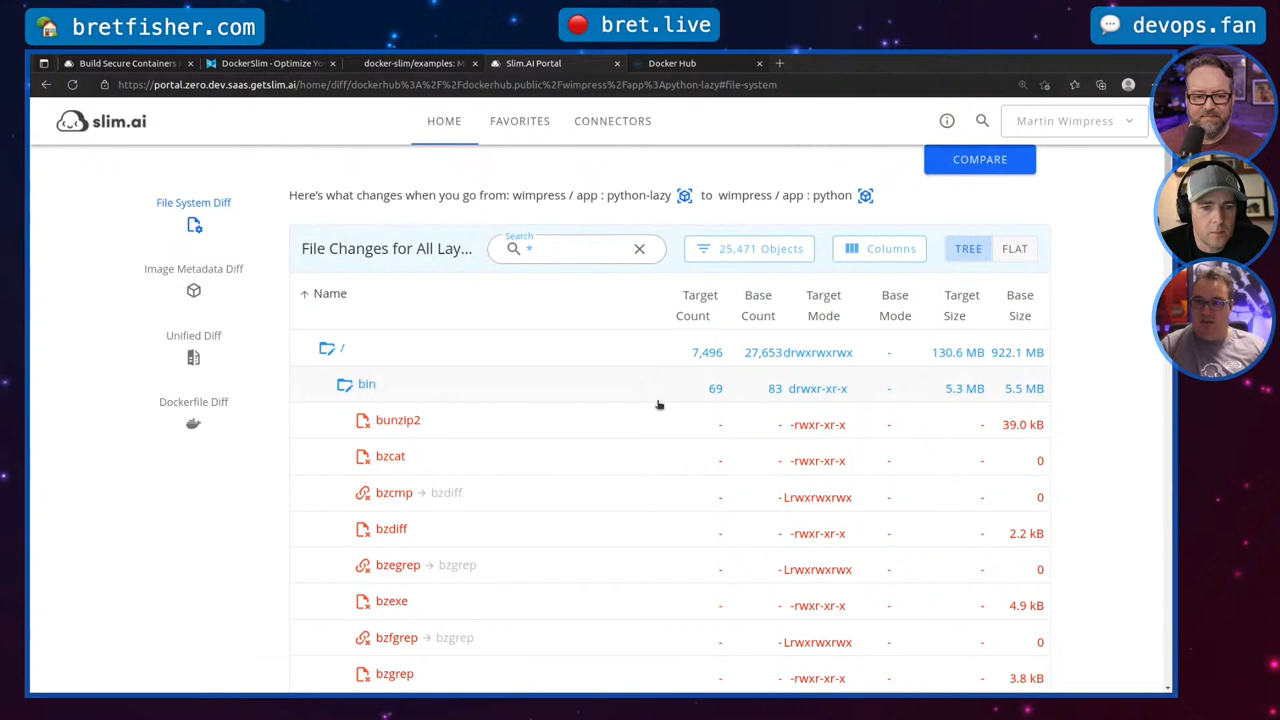 bretfisher.com
bret.live
devops.fan
Build Secure Containers
DockerSlim - Optimize Yo
docker-slim/examples: M
Slim.AI Portal
Docker Hub
https://portal.zero.dev.saas.getslim.ai/home/diff/dockerhub%3A%2F%2Fdockerhub.public%2Fwimpress%2Fapp%3Apython-lazy#file-system
slim.ai
HOME
FAVORITES
CONNECTORS
Martin Wimpress
COMPARE
File System Diff
Image Metadata Diff
Unified Diff
Dockerfile Diff
Here's what changes when you go from: wimpress / app : python-lazy to wimpress / app : python
File Changes for All Lay...
Search
*
25,471 Objects
Columns
TREE
FLAT
Name
Target Count
Base Count
Target Mode
Base Mode
Target Size
Base Size
/ 7,496 27,653 drwxrwxrwx - 130.6 MB 922.1 MB
bin 69 83 drwxr-xr-x - 5.3 MB 5.5 MB
bunzip2 - - -rwxr-xr-x - - 39.0 kB
bzcat - - -rwxr-xr-x - - 0
bzcmp → bzdiff - - Lrwxrwxrwx - - 0
bzdiff - - -rwxr-xr-x - - 2.2 kB
bzegrep → bzgrep - - Lrwxrwxrwx - - 0
bzexe - - -rwxr-xr-x - - 4.9 kB
bzfgrep → bzgrep - - Lrwxrwxrwx - - 0
bzgrep - - -rwxr-xr-x - - 3.8 kB